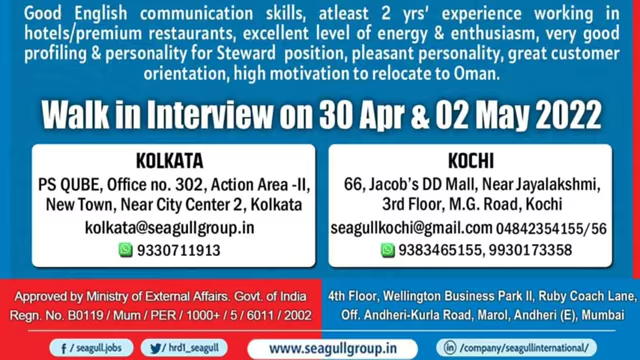 Good English communication skills, atleast 2 yrs' experience working in
hotels/premium restaurants, excellent level of energy & enthusiasm, very good
profiling & personality for Steward position, pleasant personality, great customer
orientation, high motivation to relocate to Oman.
Walk in Interview on 30 Apr & 02 May 2022
KOLKATA
PS QUBE, Office no. 302, Action Area -II,
New Town, Near City Center 2, Kolkata
kolkata@seagullgroup.in
9330711913
KOCHI
66, Jacob's DD Mall, Near Jayalakshmi,
3rd Floor, M.G. Road, Kochi
seagullkochi@gmail.com 04842354155/56
9383465155, 9930173358
Approved by Ministry of External Affairs. Govt. of India
Regn. No. B0119 / Mum / PER / 1000+ / 5 / 6011 / 2002
4th Floor, Wellington Business Park II, Ruby Coach Lane,
Off. Andheri-Kurla Road, Marol, Andheri (E), Mumbai
f / seagull.jobs
/ hrd1_seagull
www.seagullgroup.in
in /company/seagullinternational/